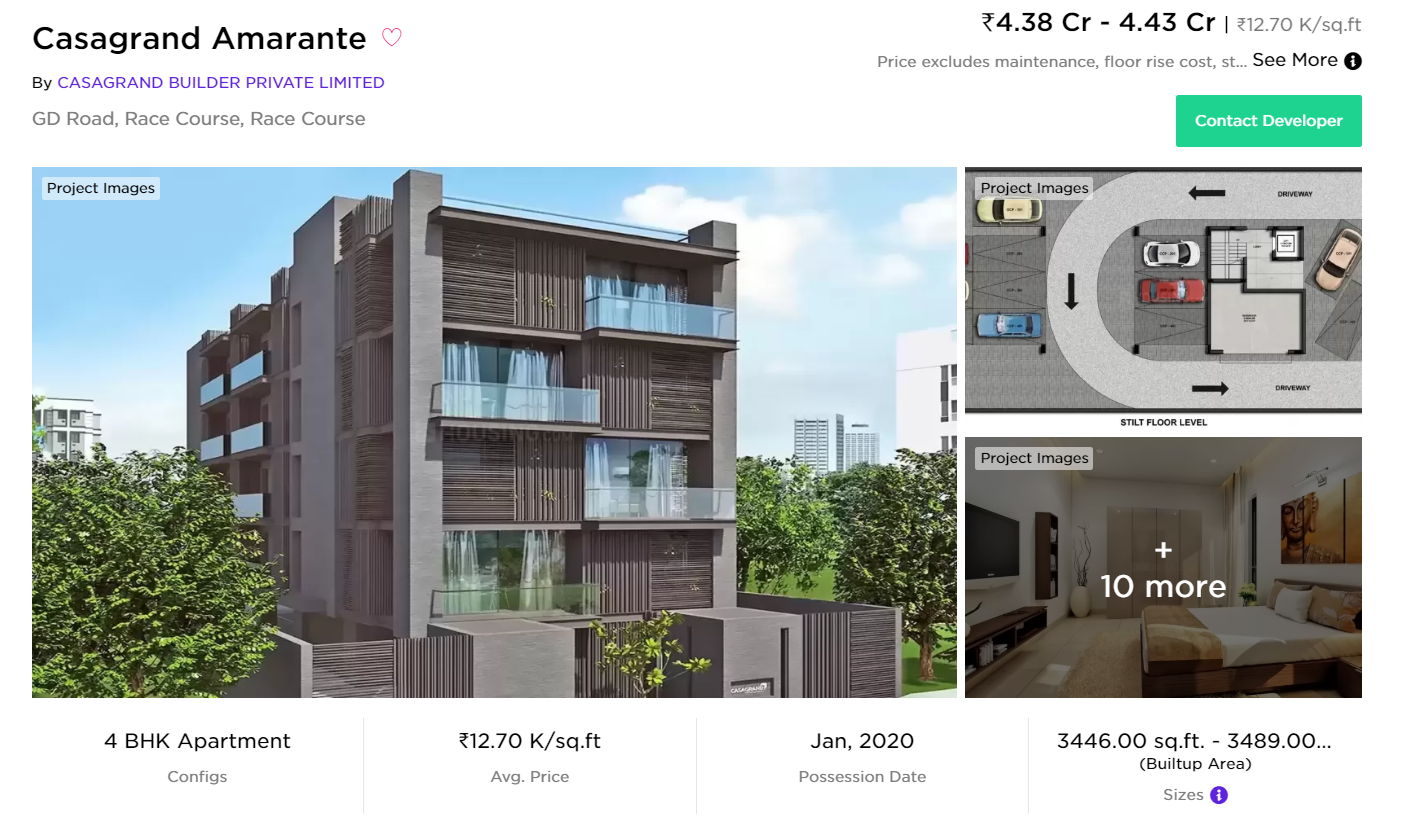 Casagrand Amarante
By CASAGRAND BUILDER PRIVATE LIMITED
GD Road, Race Course, Race Course
₹4.38 Cr - 4.43 Cr | ₹12.70 K/sq.ft
Price excludes maintenance, floor rise cost, st... See More
Contact Developer
Project Images
CASAGRAND
Project Images
DRIVEWAY
DRIVEWAY
STILT FLOOR LEVEL
Project Images
+
10 more
4 BHK Apartment
Configs
₹12.70 K/sq.ft
Avg. Price
Jan, 2020
Possession Date
3446.00 sq.ft. - 3489.00...
(Builtup Area)
Sizes